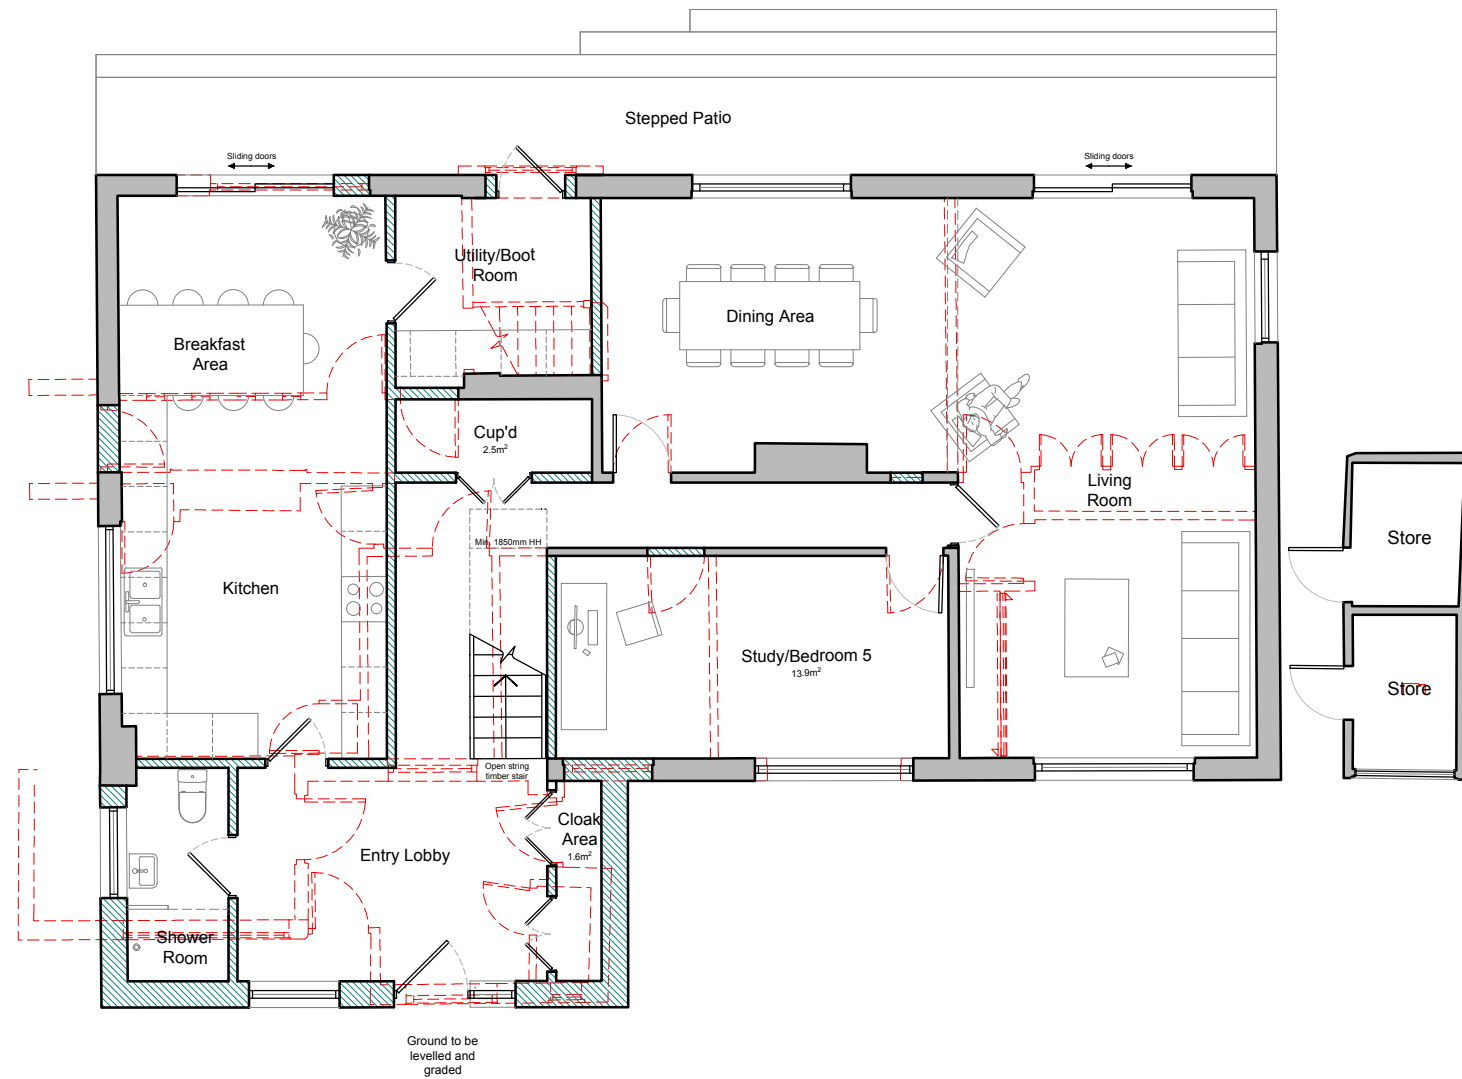 Stepped Patio
Sliding doors
Sliding doors
Utility/Boot
Room
Breakfast
Area
Dining Area
Cup'd
2.5m²
Living
Room
Min. 1850mm HH
Store
Kitchen
Study/Bedroom 5
13.9m²
Store
Open string
timber stair
Cloak
Area
1.6m²
Entry Lobby
Shower
Room
Ground to be
levelled and
graded